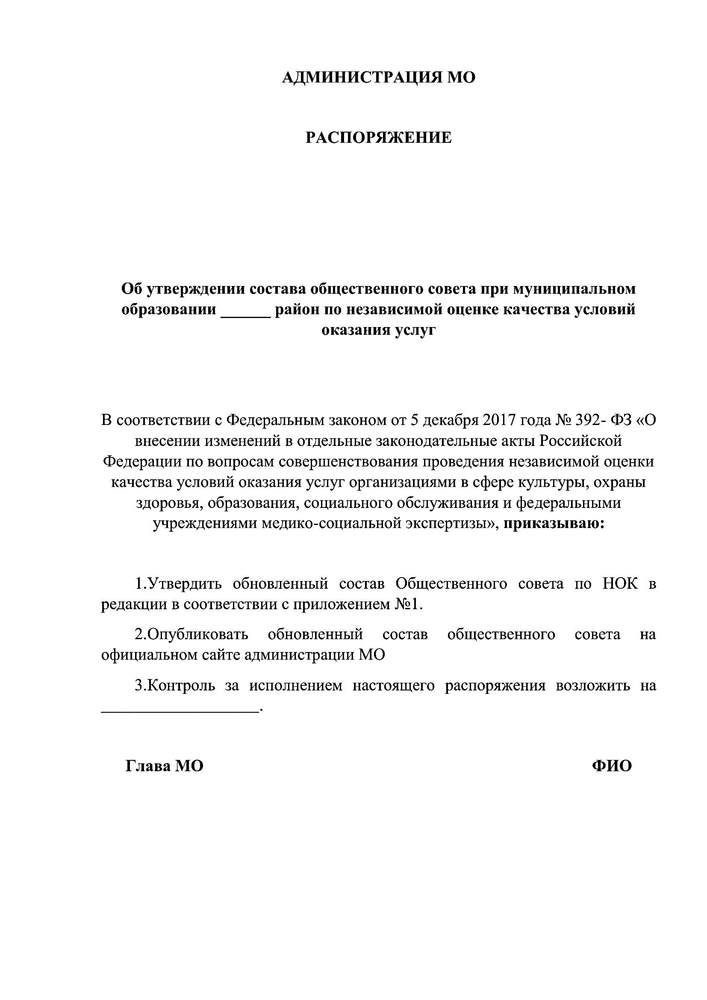 АДМИНИСТРАЦИЯ МО
РАСПОРЯЖЕНИЕ
Об утверждении состава общественного совета при муниципальном
образовании ______ район по независимой оценке качества условий
оказания услуг
В соответствии с Федеральным законом от 5 декабря 2017 года № 392- ФЗ «О
внесении изменений в отдельные законодательные акты Российской
Федерации по вопросам совершенствования проведения независимой оценки
качества условий оказания услуг организациями в сфере культуры, охраны
здоровья, образования, социального обслуживания и федеральными
учреждениями медико-социальной экспертизы», приказываю:
1.Утвердить обновленный состав Общественного совета по НОК в
редакции в соответствии с приложением №1.
2.Опубликовать обновленный состав общественного совета на
официальном сайте администрации МО
3.Контроль за исполнением настоящего распоряжения возложить на
___________________.
Глава МО ФИО